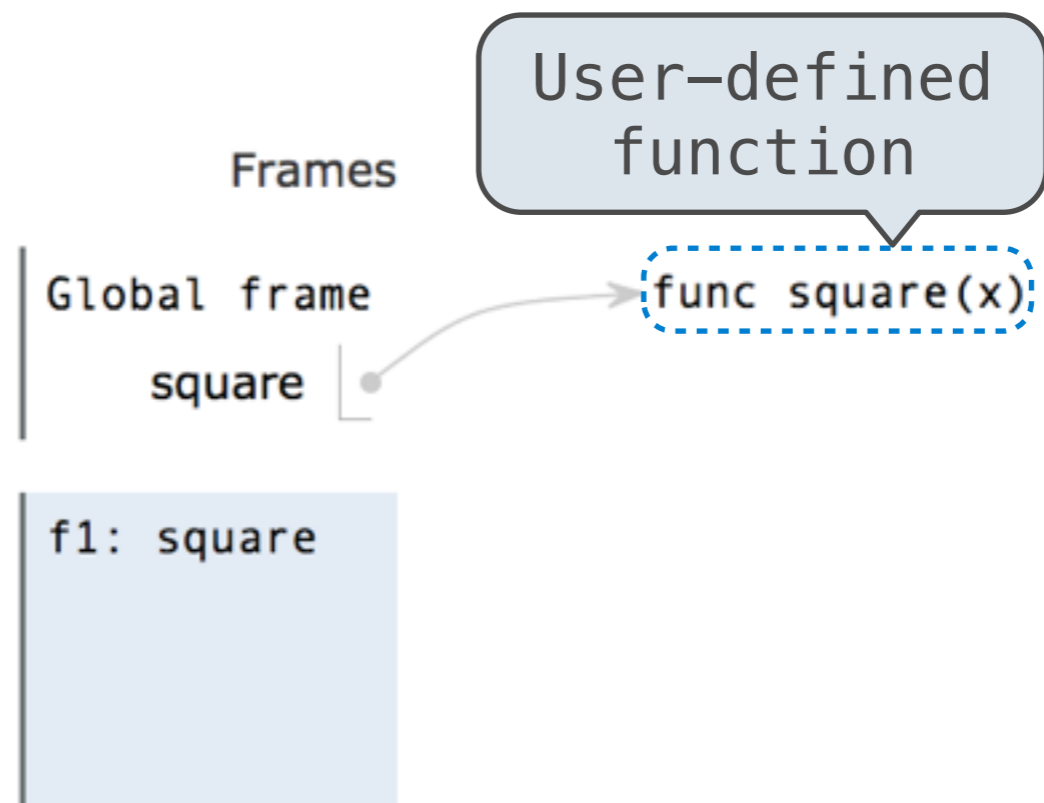 User–defined
function
Frames
Global frame
func square(x)
square
f1: square